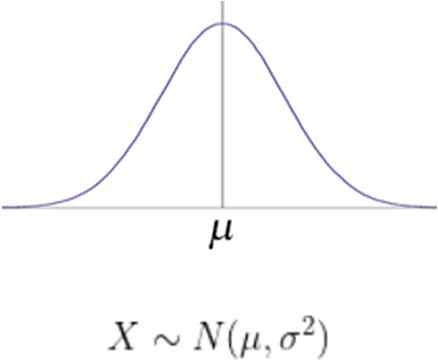 μ
X ∼ N(μ, σ²)